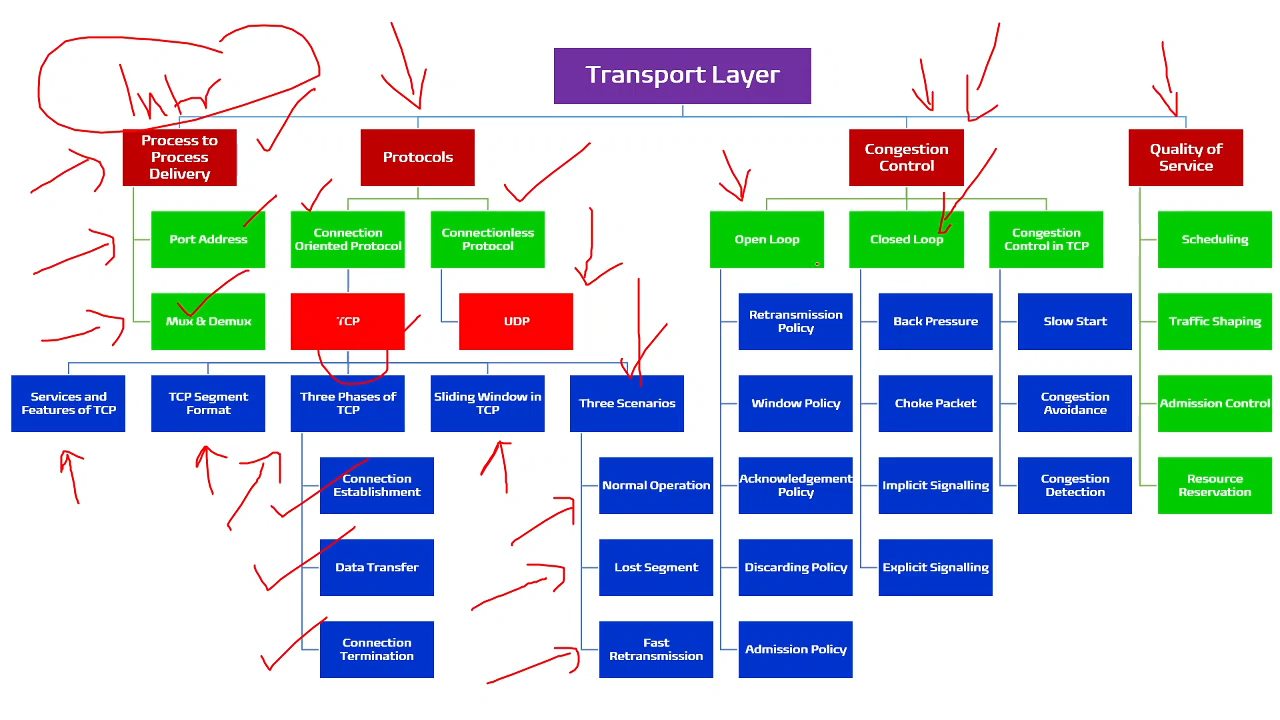 Transport Layer
Process to
Process
Delivery
Protocols
Congestion
Control
Quality of
Service
Port Address
Connection
Oriented Protocol
Connectionless
Protocol
Open Loop
Closed Loop
Congestion
Control in TCP
Scheduling
Mux & Demux
TCP
UDP
Retransmission
Policy
Back Pressure
Slow Start
Traffic Shaping
Services and
Features of TCP
TCP Segment
Format
Three Phases of
TCP
Sliding Window in
TCP
Three Scenarios
Window Policy
Choke Packet
Congestion
Avoidance
Admission Control
Connection
Establishment
Normal Operation
Acknowledgement
Policy
Implicit Signalling
Congestion
Detection
Resource
Reservation
Data Transfer
Lost Segment
Discarding Policy
Explicit Signalling
Connection
Termination
Fast
Retransmission
Admission Policy